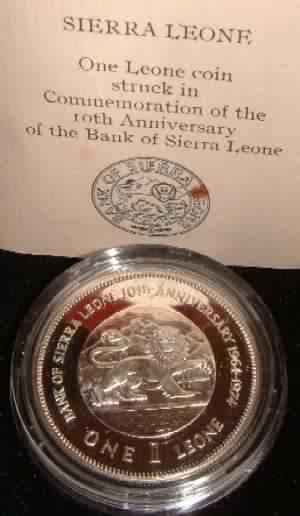 SIERRA LEONE
One Leone coin
struck in
Commemoration of the
10th Anniversary
of the Bank of Sierra Leone
BANK OF SIERRA
BANK OF SIERRA LEONE 10TH ANNIVERSARY 1964-1974
ONE 1 LEONE